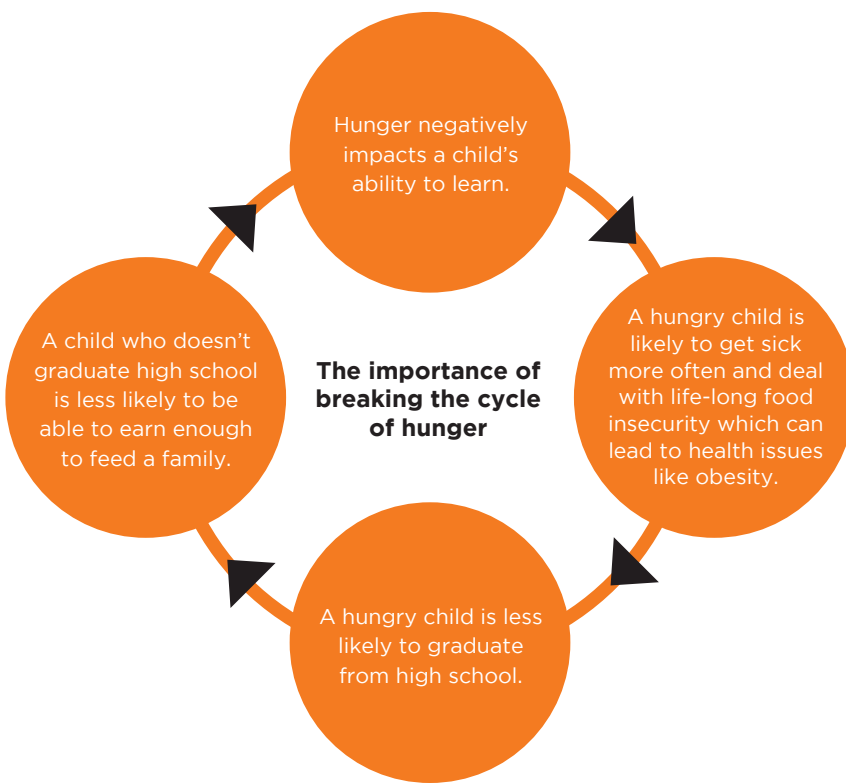 Hunger negatively
impacts a child’s
ability to learn.
A hungry child is
likely to get sick
more often and deal
with life-long food
insecurity which can
lead to health issues
like obesity.
A hungry child is less
likely to graduate
from high school.
A child who doesn’t
graduate high school
is less likely to be
able to earn enough
to feed a family.
The importance of
breaking the cycle
of hunger